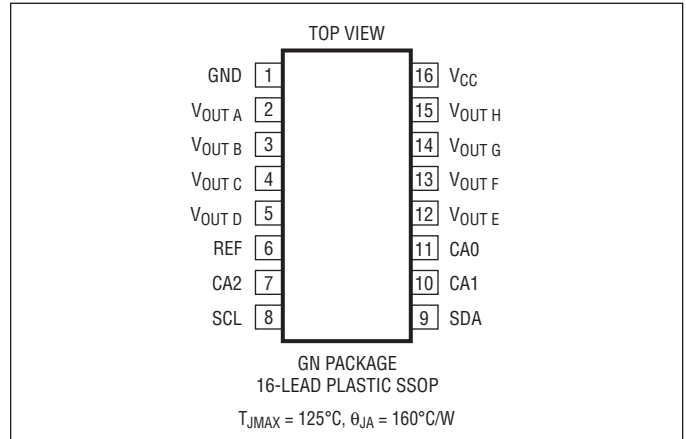 TOP VIEW
GND 1 16 VCC
VOUT A 2 15 VOUT H
VOUT B 3 14 VOUT G
VOUT C 4 13 VOUT F
VOUT D 5 12 VOUT E
REF 6 11 CA0
CA2 7 10 CA1
SCL 8 9 SDA
GN PACKAGE
16-LEAD PLASTIC SSOP
TJMAX = 125°C, θJA = 160°C/W